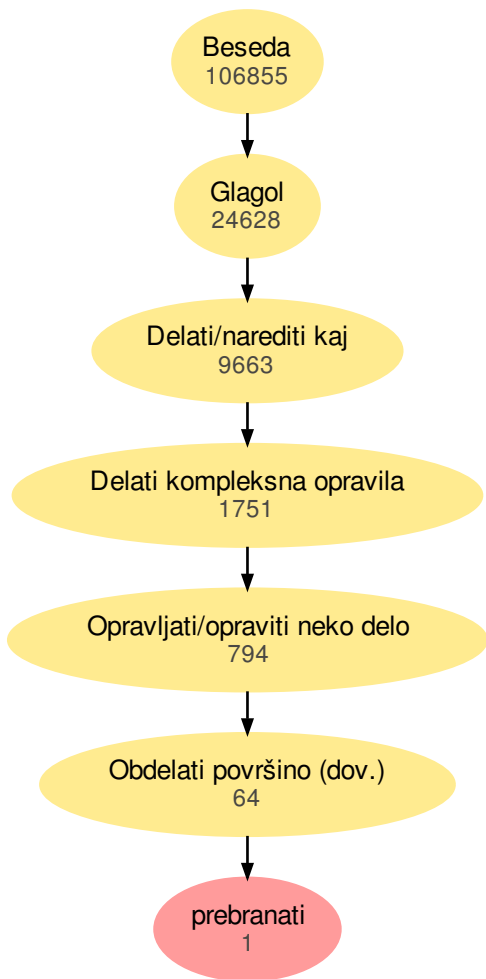 Beseda
106855
Glagol
24628
Delati/narediti kaj
9663
Delati kompleksna opravila
1751
Opravljati/opraviti neko delo
794
Obdelati površino (dov.)
64
prebranati
1